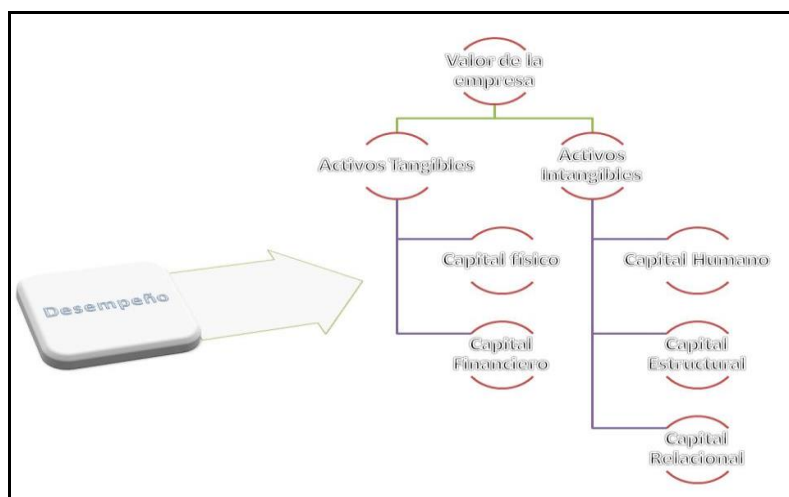 Valor de la
empresa
Activos Tangibles
Activos
Intangibles
Capital físico
Capital Humano
Desempeño
Capital
Financiero
Capital
Estructural
Capital
Relacional